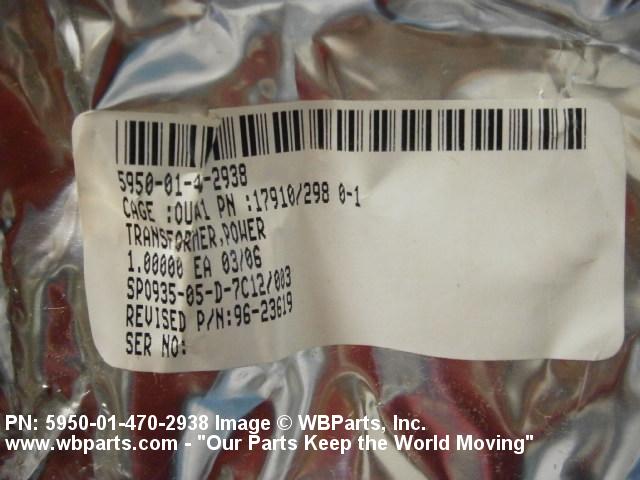 5950-01-4-2938
CAGE :0UA1 PN :17910/298 0-1
TRANSFORMER,POWER
1.00000 EA 03/06
SP0935-05-D-7C12/003
REVISED P/N:96-23619
SER NO:
PN: 5950-01-470-2938 Image © WBParts, Inc.
www.wbparts.com - "Our Parts Keep the World Moving"